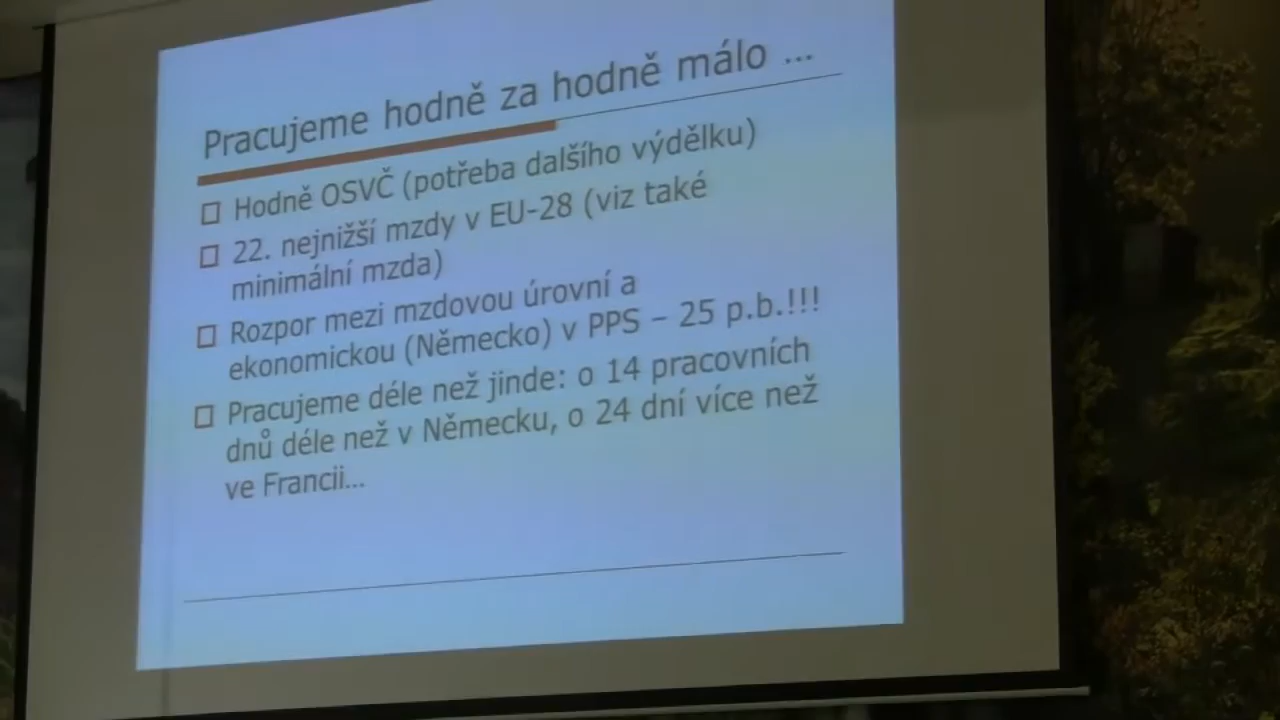 Pracujeme hodně za hodně málo ...
Hodně OSVČ (potřeba dalšího výdělku)
22. nejnižší mzdy v EU-28 (viz také
minimální mzda)
Rozpor mezi mzdovou úrovní a
ekonomickou (Německo) v PPS – 25 p.b.!!!
Pracujeme déle než jinde: o 14 pracovních
dnů déle než v Německu, o 24 dní více než
ve Francii...